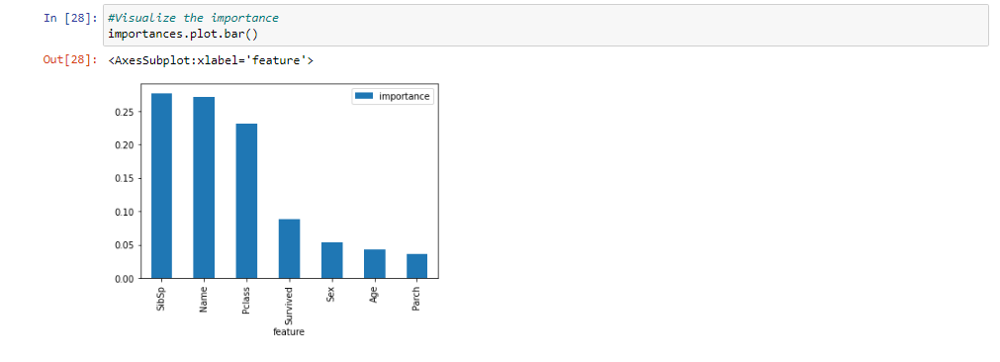 In [28]: #Visualize the importance
importances.plot.bar()
Out[28]: <AxesSubplot:xlabel='feature'>
importance
0.25
0.20
0.15
0.10
0.05
0.00
SibSp
Name
Pclass
Survived
Sex
Age
Parch
feature